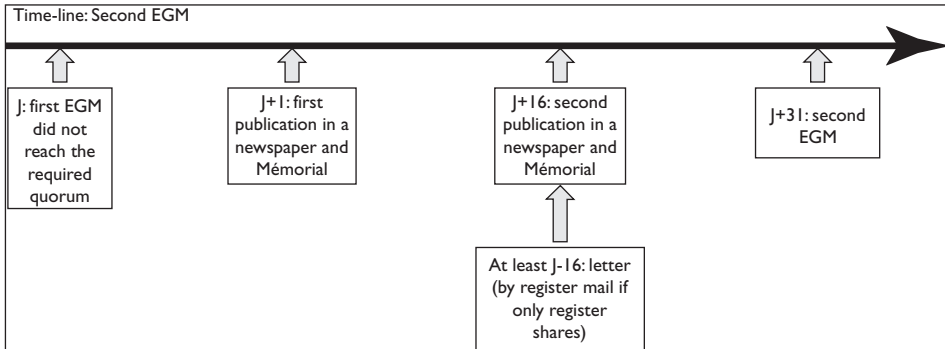 Time-line: Second EGM
J: first EGM
did not
reach the
required
quorum
J+1: first
publication in a
newspaper and
Mémorial
J+16: second
publication in a
newspaper and
Mémorial
J+31: second
EGM
At least J-16: letter
(by register mail if
only register
shares)